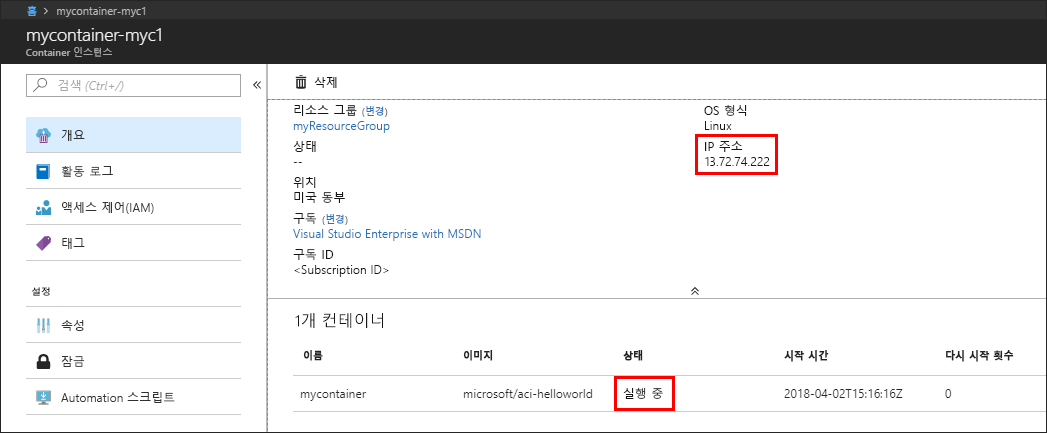 홈 > mycontainer-myc1
mycontainer-myc1
Container 인스턴스
검색 (Ctrl+/)
«
삭제
개요
활동 로그
액세스 제어(IAM)
태그
설정
속성
잠금
Automation 스크립트
리소스 그룹 (변경)
myResourceGroup
상태
--
위치
미국 동부
구독 (변경)
Visual Studio Enterprise with MSDN
구독 ID
<Subscription ID>
OS 형식
Linux
IP 주소
13.72.74.222
1개 컨테이너
이름 이미지 상태 시작 시간 다시 시작 횟수
mycontainer microsoft/aci-helloworld 실행 중 2018-04-02T15:16:16Z 0